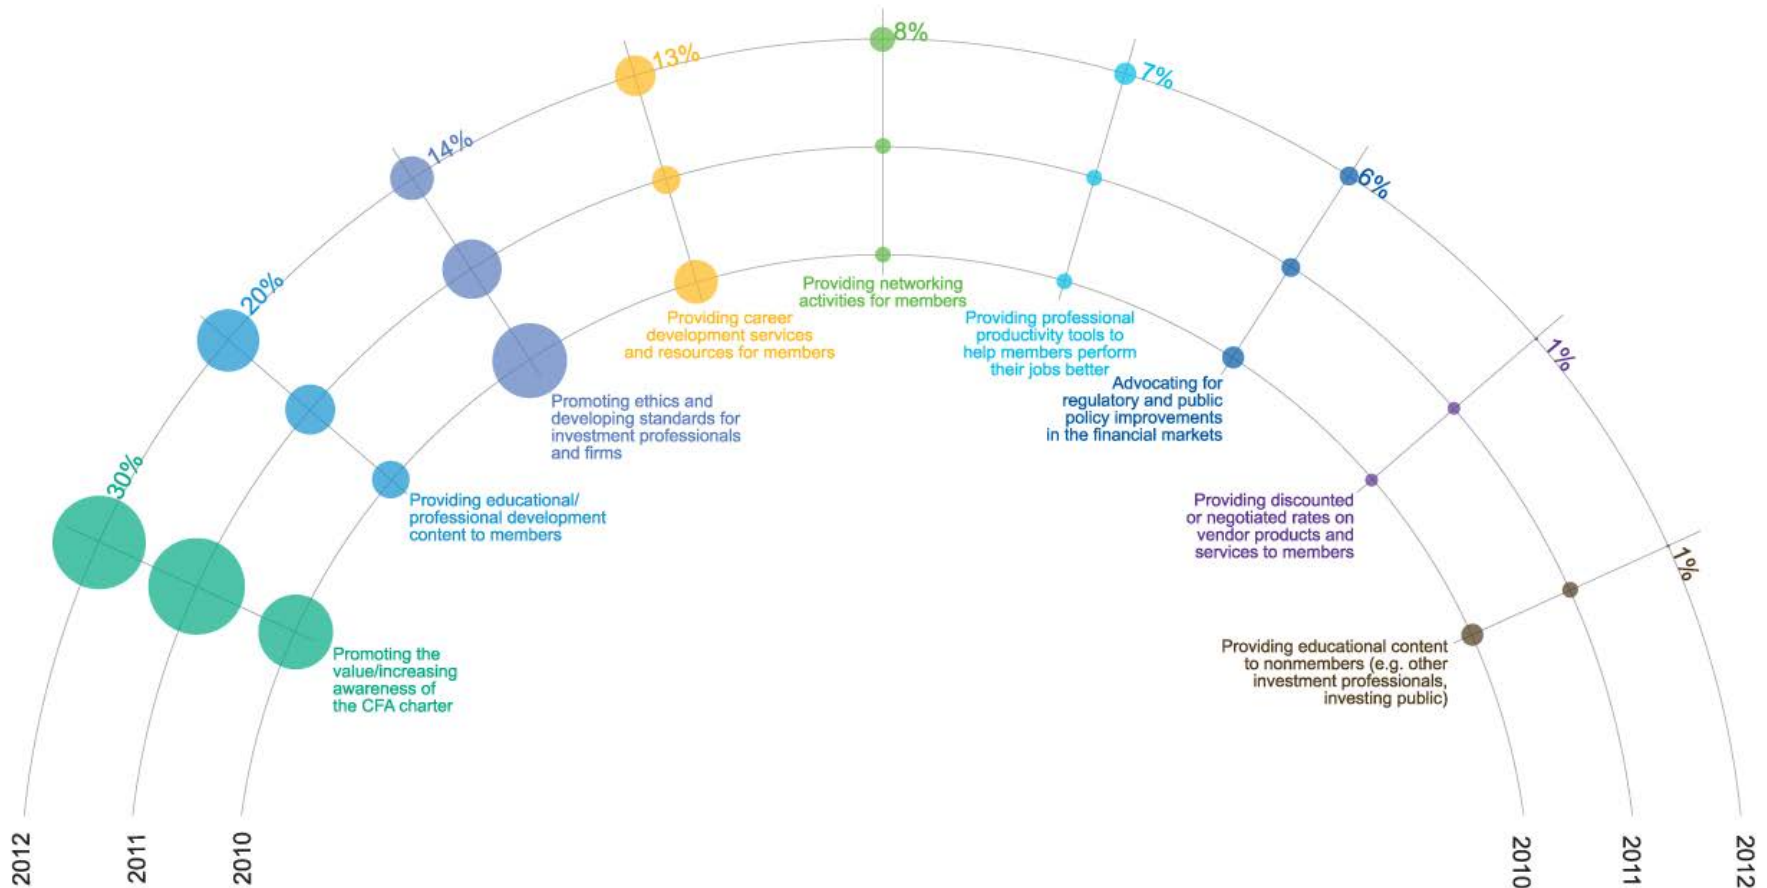 30%
20%
14%
13%
8%
7%
6%
1%
1%
Promoting the
value/increasing
awareness of
the CFA charter
Providing educational/
professional development
content to members
Promoting ethics and
developing standards for
investment professionals
and firms
Providing career
development services
and resources for members
Providing networking
activities for members
Providing professional
productivity tools to
help members perform
their jobs better
Advocating for
regulatory and public
policy improvements
in the financial markets
Providing discounted
or negotiated rates on
vendor products and
services to members
Providing educational content
to nonmembers (e.g. other
investment professionals,
investing public)
2012
2011
2010
2010
2011
2012